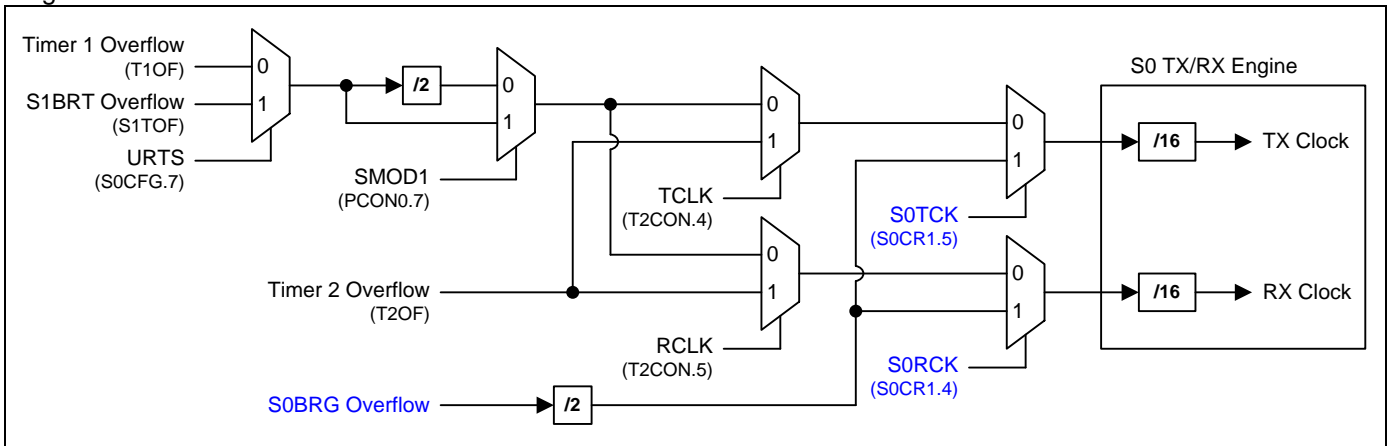 Timer 1 Overflow
(T1OF)
0
S1BRT Overflow
1
(S1TOF)
URTS
(S0CFG.7)
/2
0
1
SMOD1
(PCON0.7)
0
1
TCLK
(T2CON.4)
0
1
S0TCK
(S0CR1.5)
S0 TX/RX Engine
/16
TX Clock
Timer 2 Overflow
(T2OF)
0
1
RCLK
(T2CON.5)
0
1
S0RCK
(S0CR1.4)
/16
RX Clock
S0BRG Overflow
/2